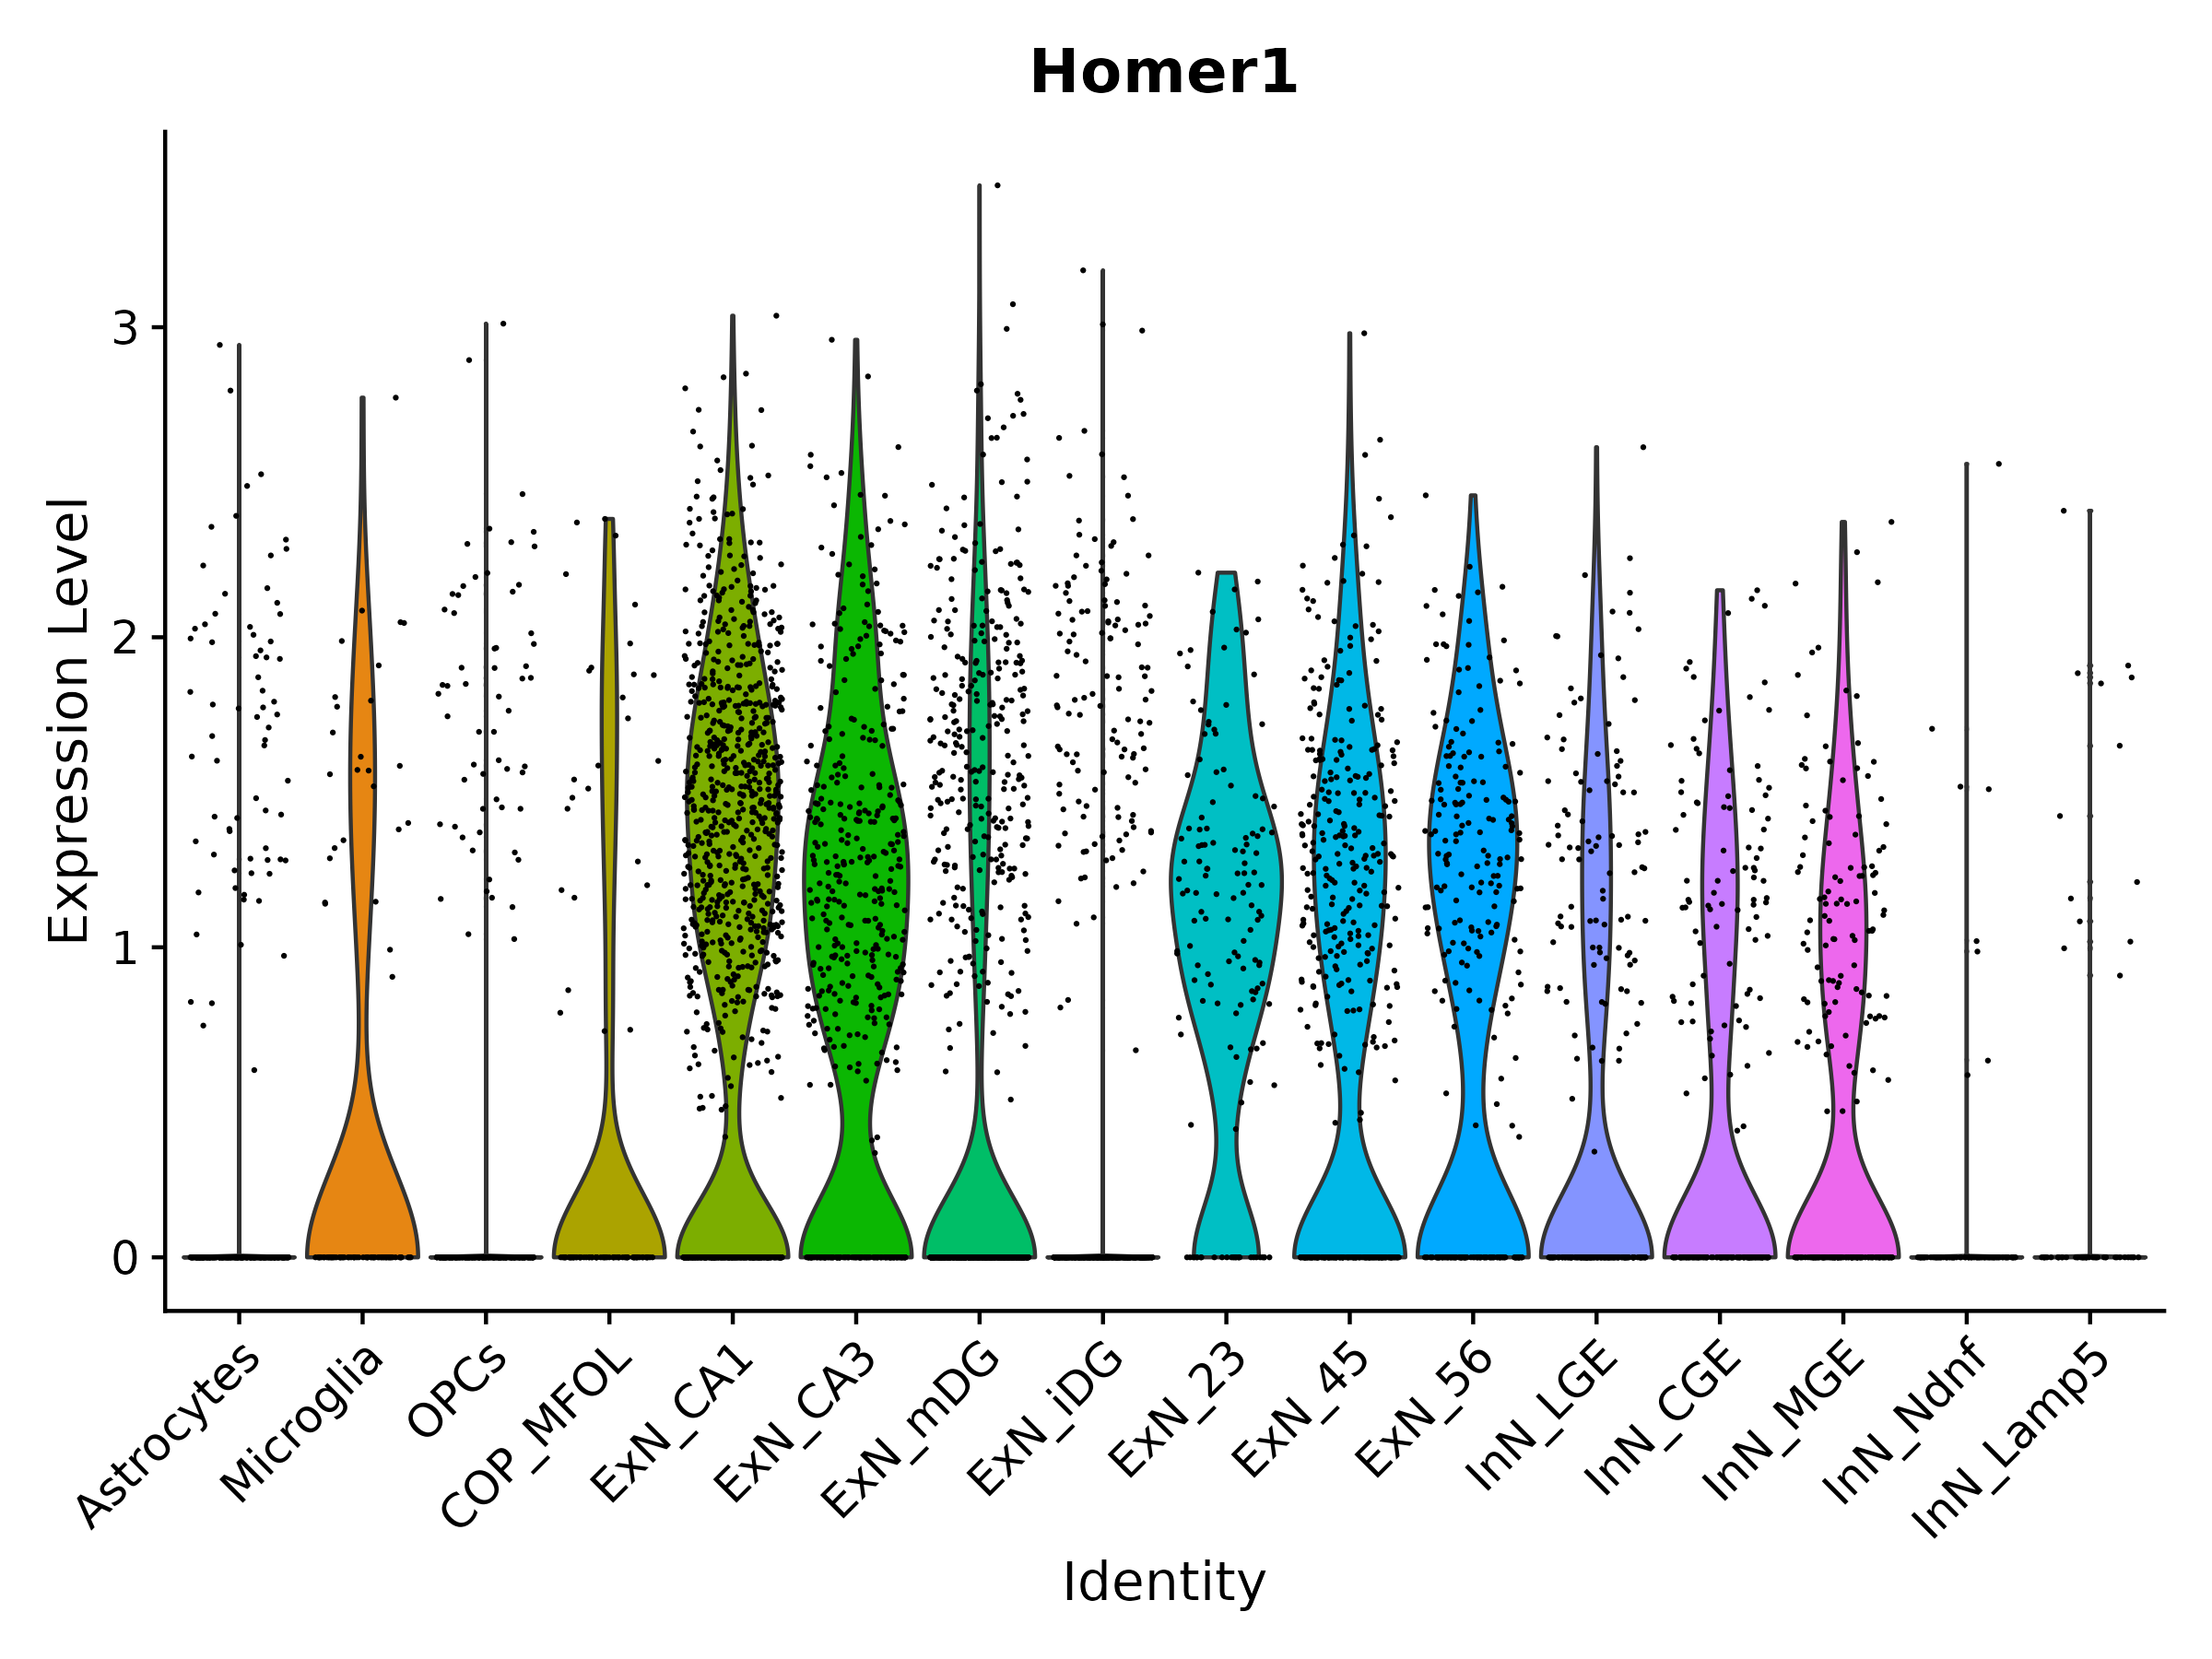 Homer1
Expression Level
3
2
1
0
Astrocytes
Microglia
OPCs
COP_MFOL
ExN_CA1
ExN_CA3
ExN_mDG
ExN_iDG
ExN_23
ExN_45
ExN_56
InN_LGE
InN_CGE
InN_MGE
InN_Ndnf
InN_Lamp5
Identity